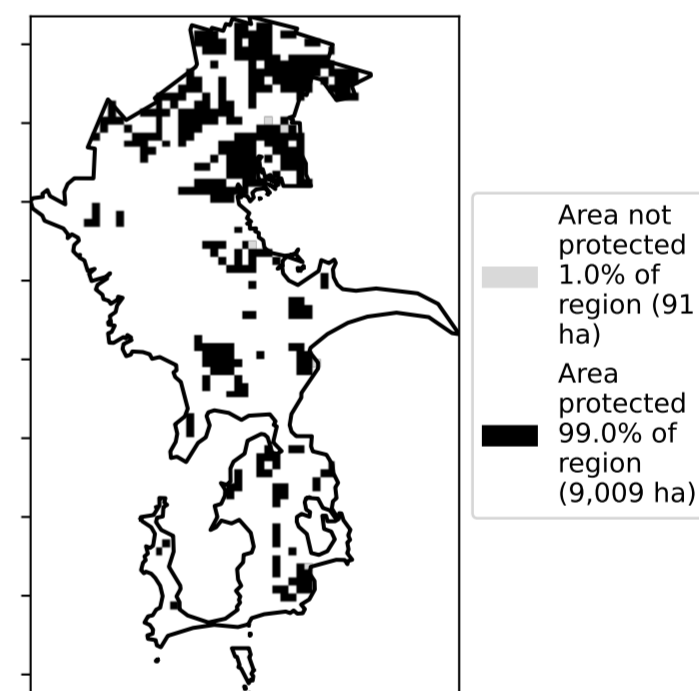 Area not
protected
1.0% of
region (91
ha)
Area
protected
99.0% of
region
(9,009 ha)